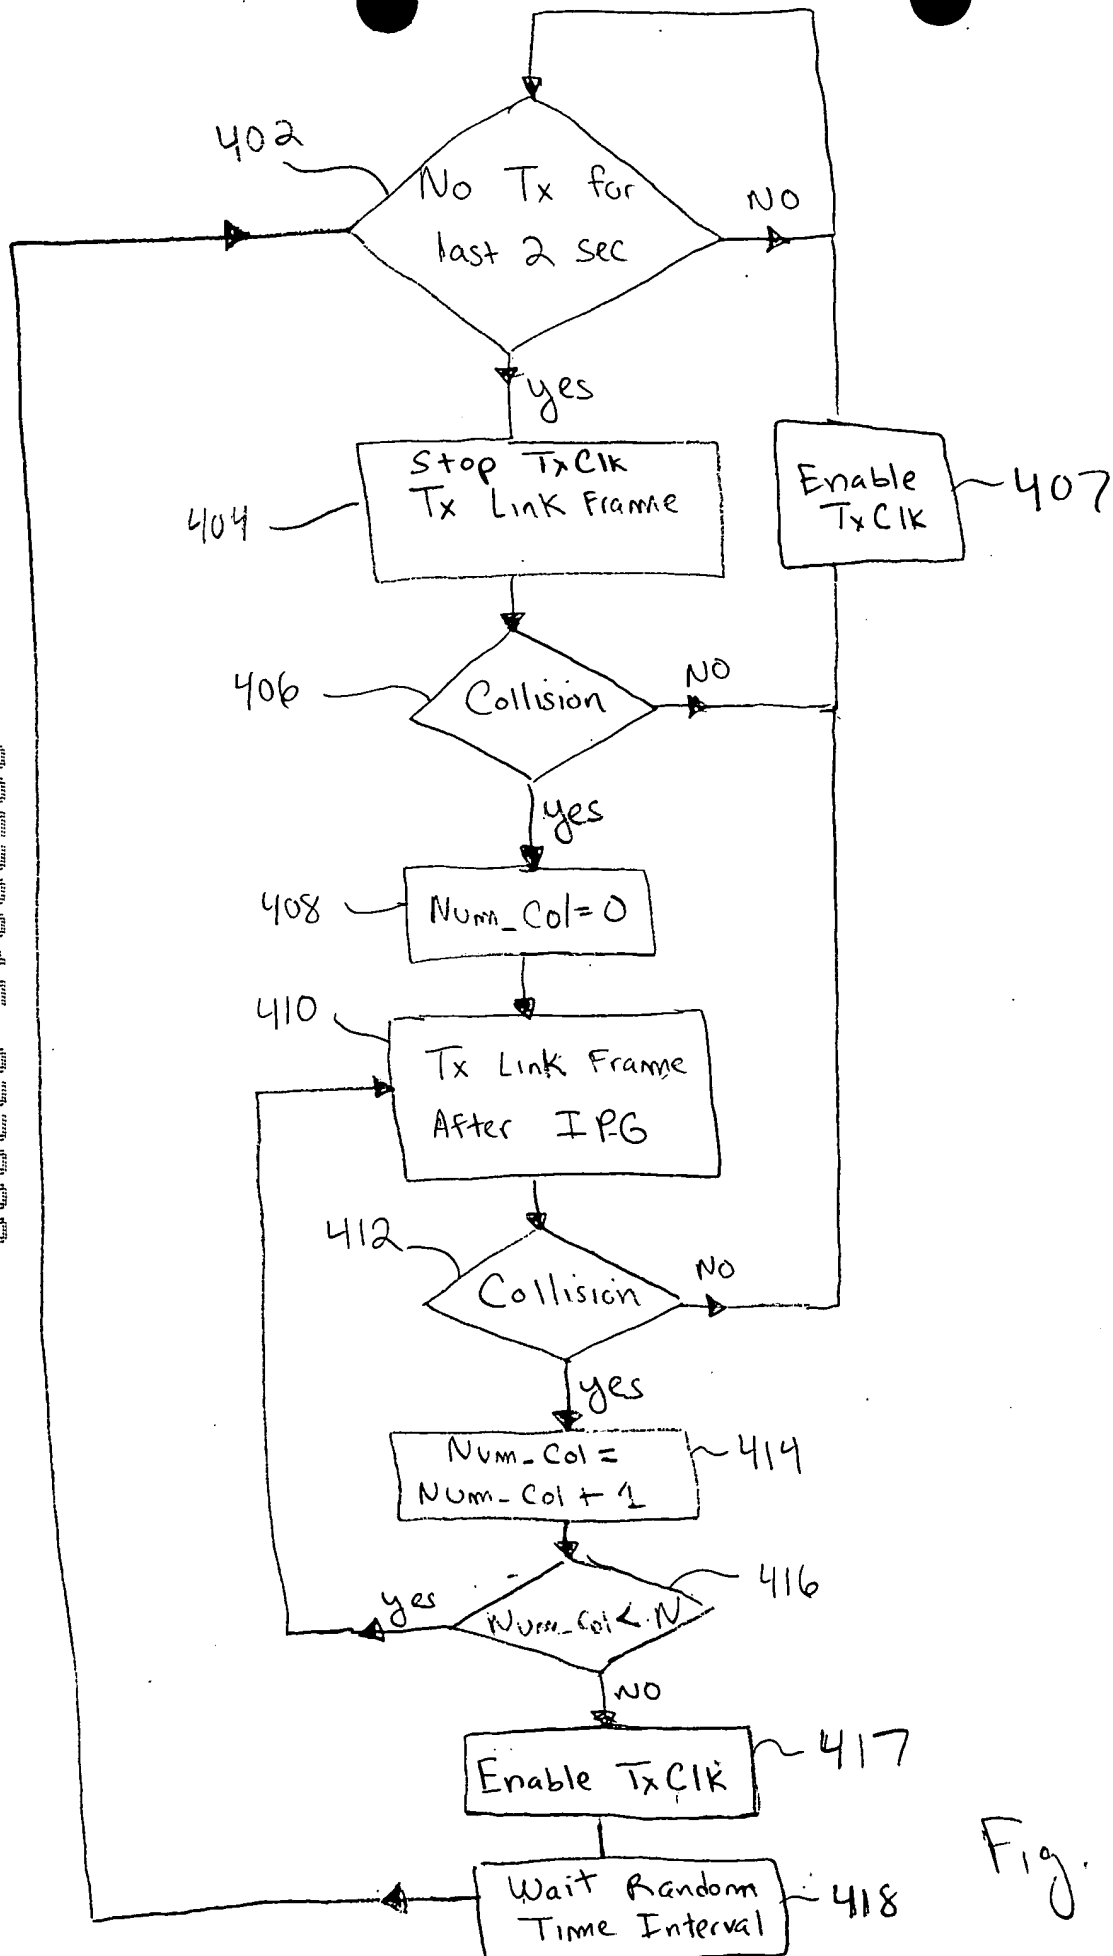 402
No Tx for
last 2 sec
NO
yes
Stop TxClk
Tx Link Frame
404
Enable
TxClk
407
406
Collision
NO
yes
408
Num_Col=0
410
Tx Link Frame
After IPG
412
Collision
NO
yes
Num_Col=
Num_Col + 1
414
416
Num_Col < N
yes
NO
Enable TxClk
417
Wait Random
Time Interval
418
Fig.